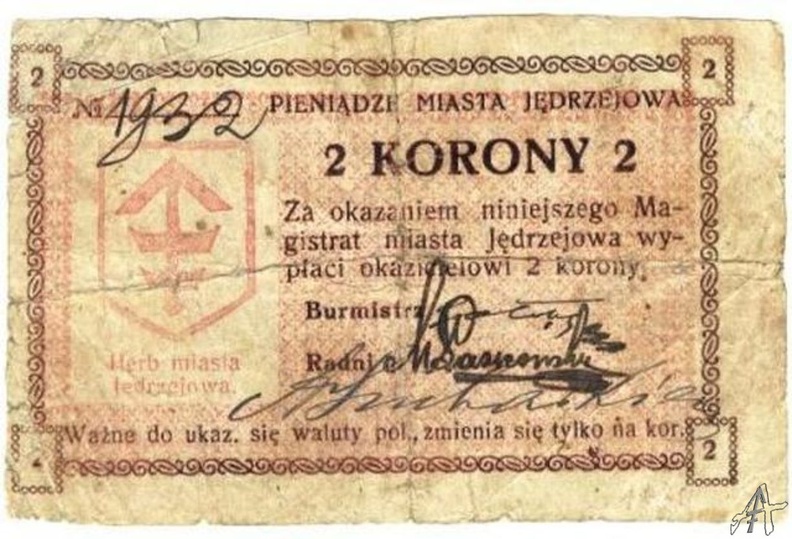 2 2
№ 1932 PIENIĄDZE MIASTA JĘDRZEJOWA
2 KORONY 2
Za okazaniem niniejszego Ma-
gistrat miasta Jędrzejowa wy-
płaci okazicielowi 2 korony.
Burmistrz
Radni
Herb miasta
Jędrzejowa.
Ważne do ukaz. się waluty pol., zmienia się tylko na kor.
2 2